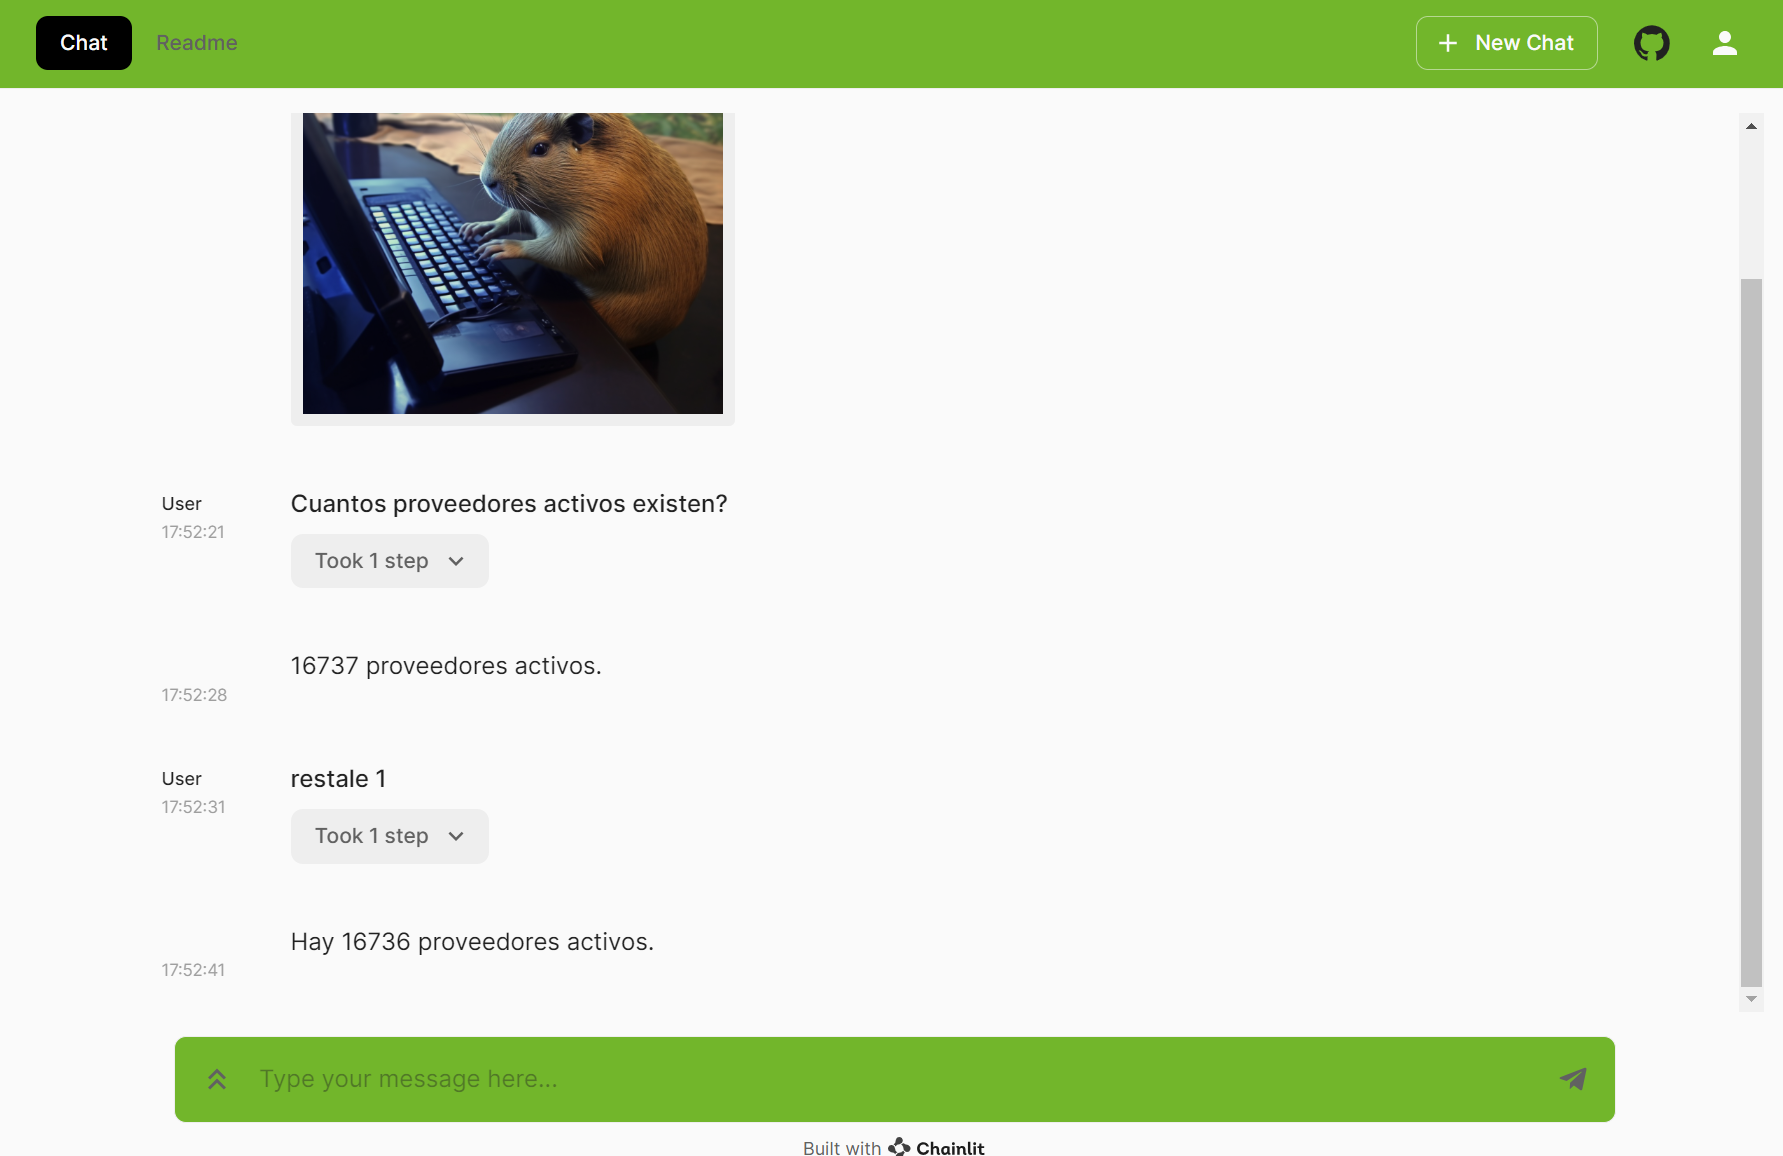 Chat
Readme
New Chat
User
Cuantos proveedores activos existen?
17:52:21
Took 1 step
16737 proveedores activos.
17:52:28
User
restale 1
17:52:31
Took 1 step
Hay 16736 proveedores activos.
17:52:41
Type your message here...
Built with Chainlit